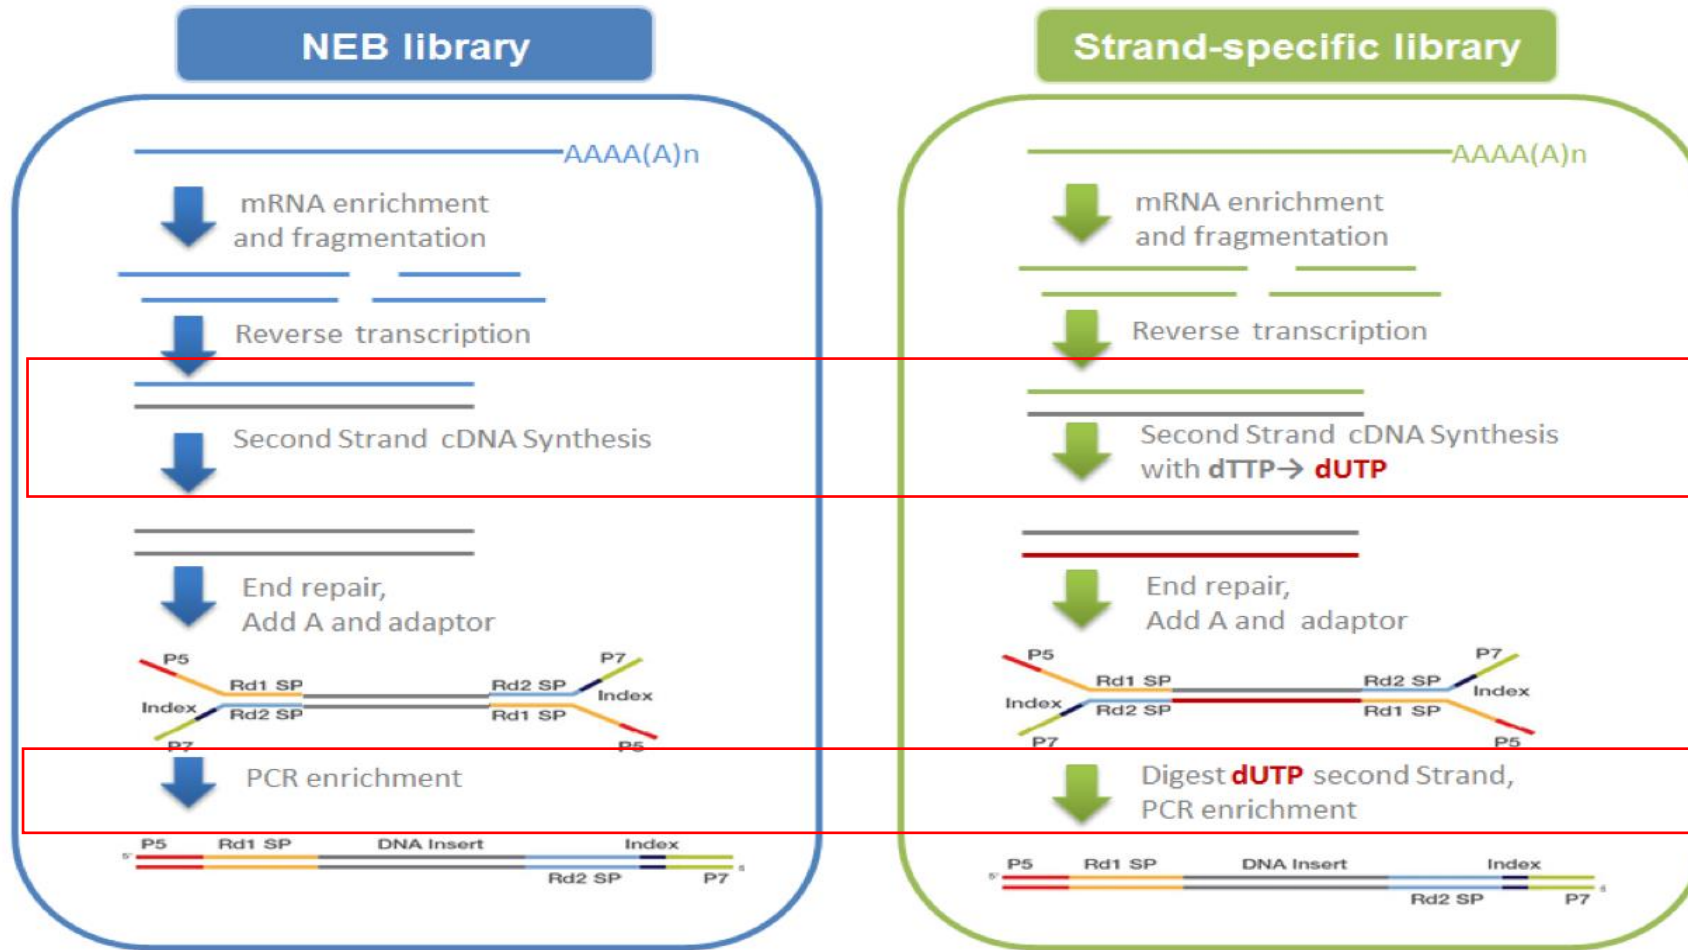 NEB library
AAAA(A)n
mRNA enrichment
and fragmentation
Reverse transcription
Second Strand cDNA Synthesis
End repair,
Add A and adaptor
P5
P7
Rd1 SP
Rd2 SP
Index
Index
Rd2 SP
Rd1 SP
P7
P5
PCR enrichment
P5
Rd1 SP
DNA Insert
Index
5'
Rd2 SP
P7
Strand-specific library
AAAA(A)n
mRNA enrichment
and fragmentation
Reverse transcription
Second Strand cDNA Synthesis
with dTTP→ dUTP
End repair,
Add A and adaptor
P5
P7
Rd1 SP
Rd2 SP
Index
Index
Rd2 SP
Rd1 SP
P7
P5
Digest dUTP second Strand,
PCR enrichment
P5
Rd1 SP
DNA Insert
Index
5'
Rd2 SP
P7